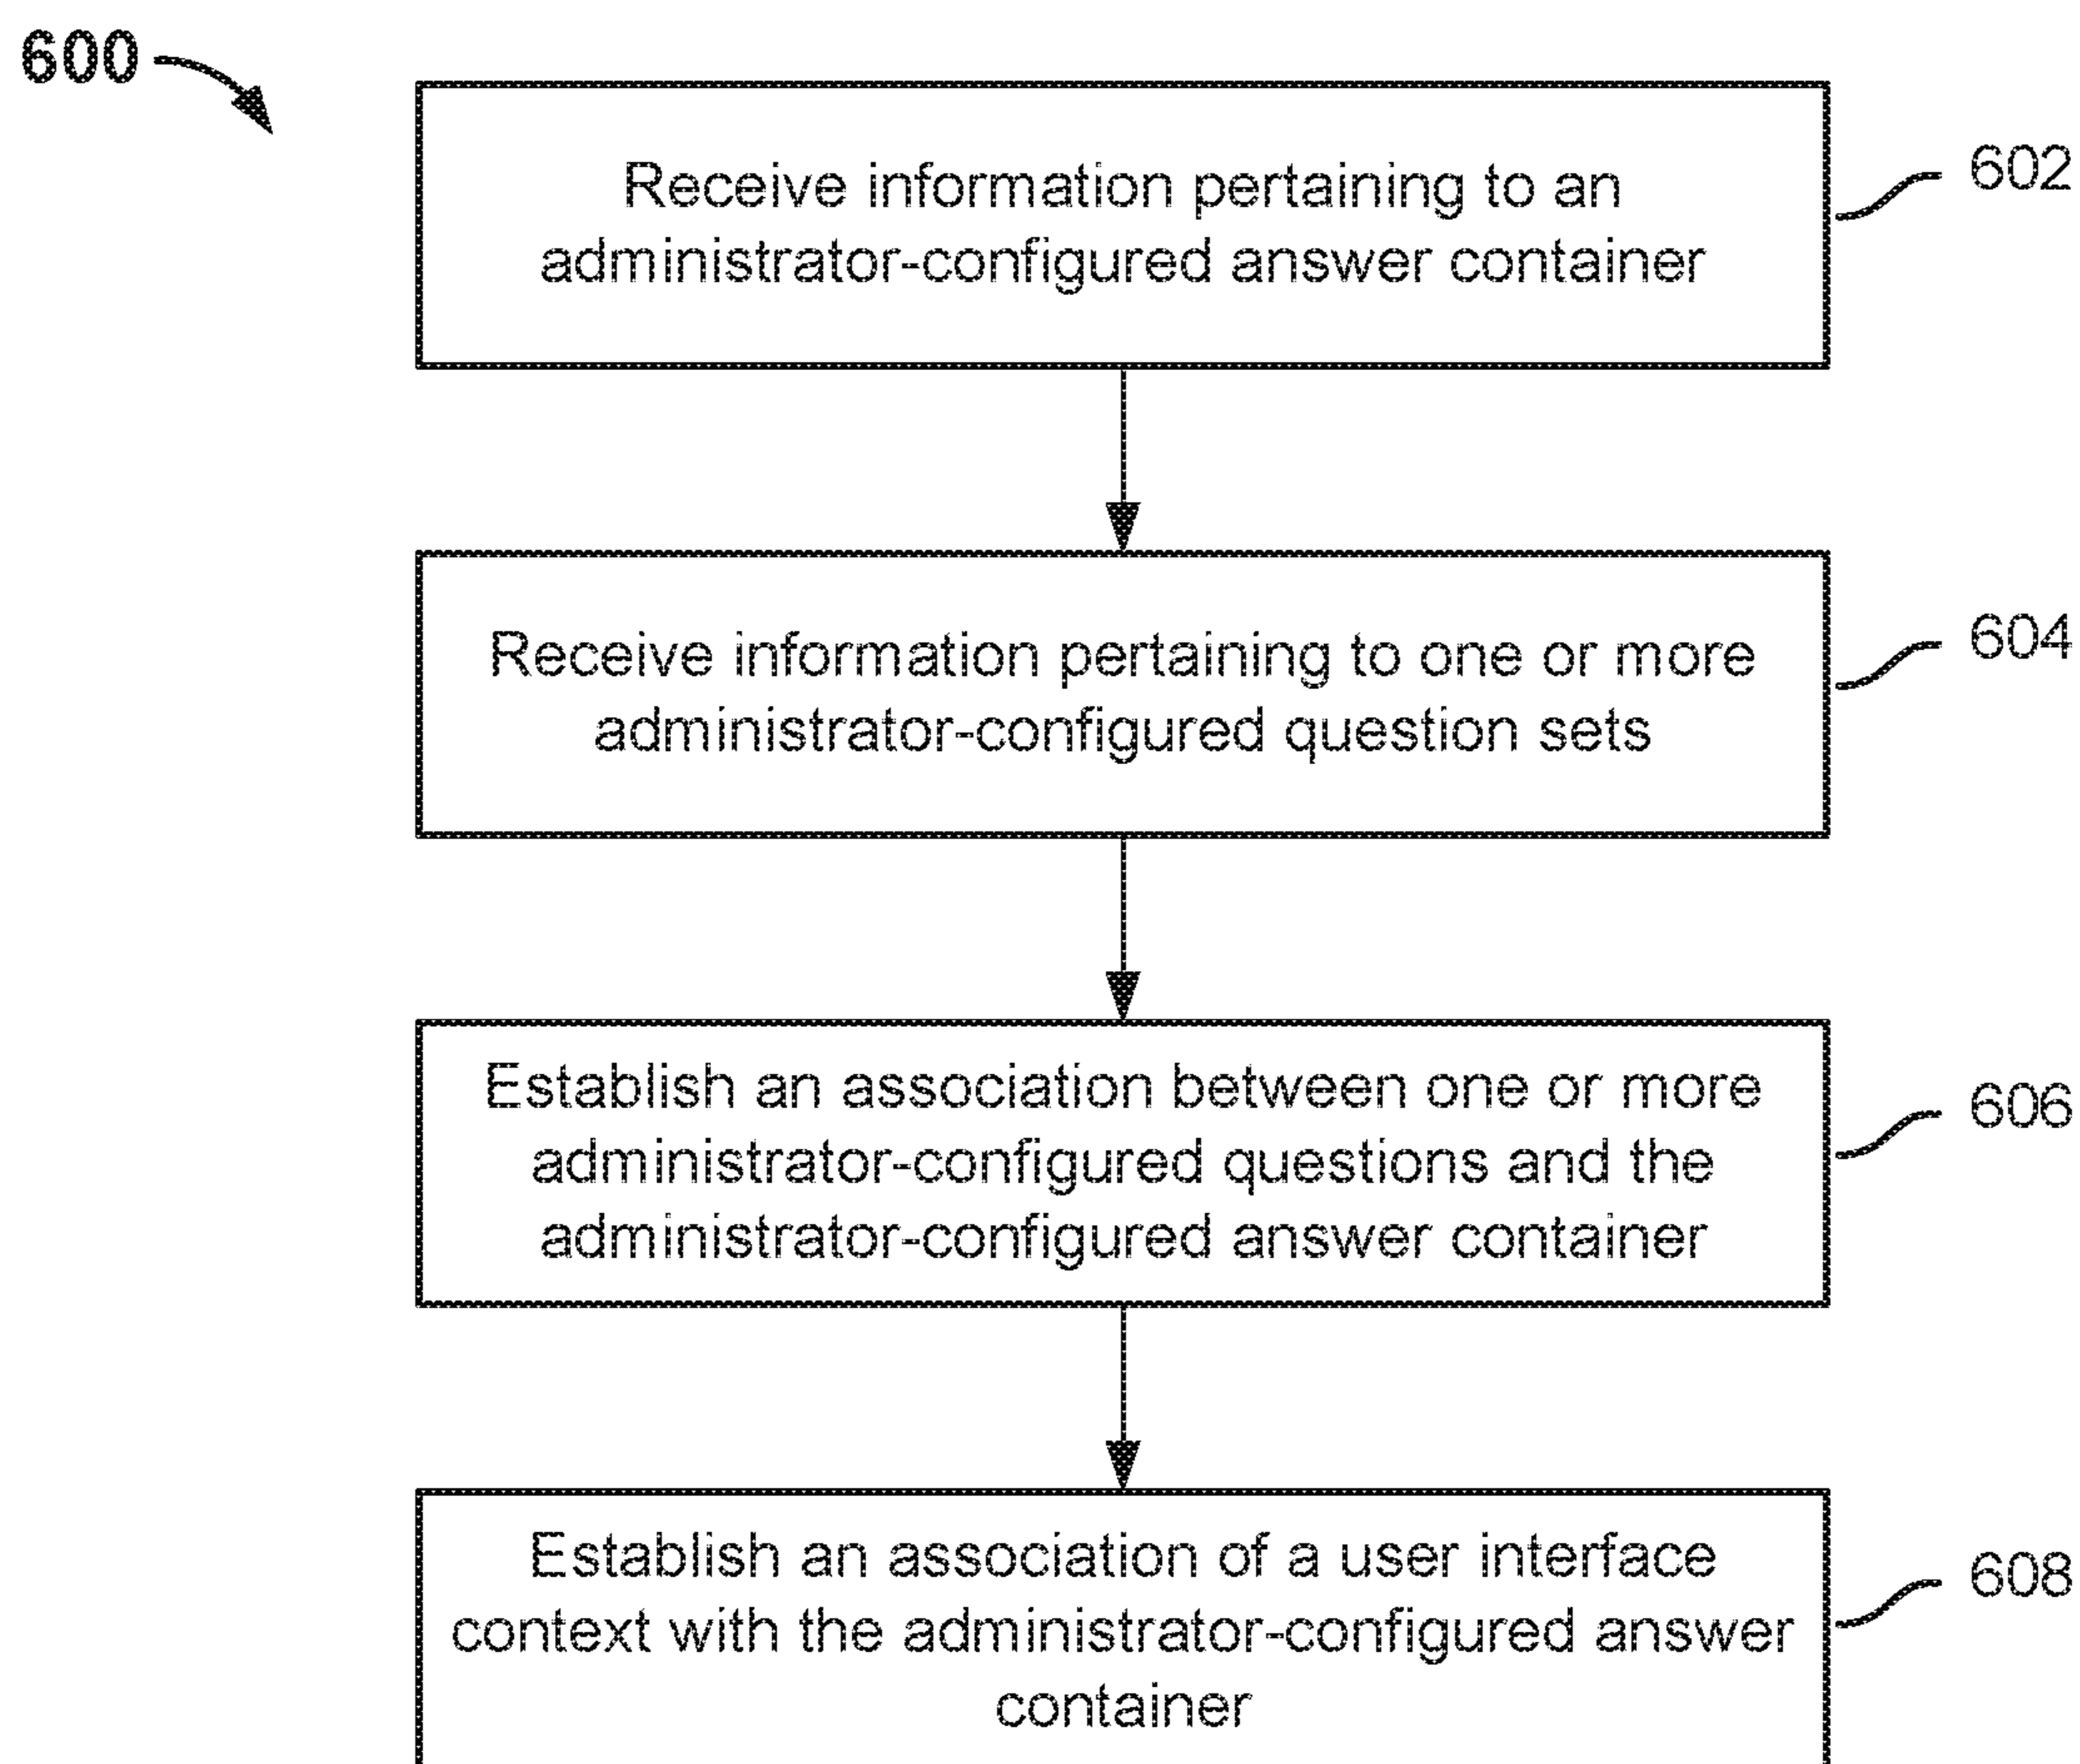 600
Receive information pertaining to an
administrator-configured answer container
602
Receive information pertaining to one or more
administrator-configured question sets
604
Establish an association between one or more
administrator-configured questions and the
administrator-configured answer container
606
Establish an association of a user interface
context with the administrator-configured answer
container
608